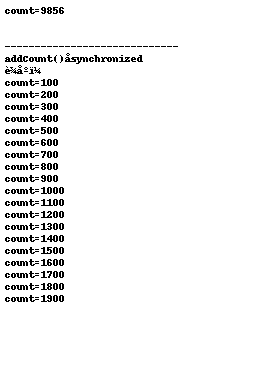 count=9856
-----------------------------
addCount()åsynchronized
è¾å º ï¼
count=100
count=200
count=300
count=400
count=500
count=600
count=700
count=800
count=900
count=1000
count=1100
count=1200
count=1300
count=1400
count=1500
count=1600
count=1700
count=1800
count=1900